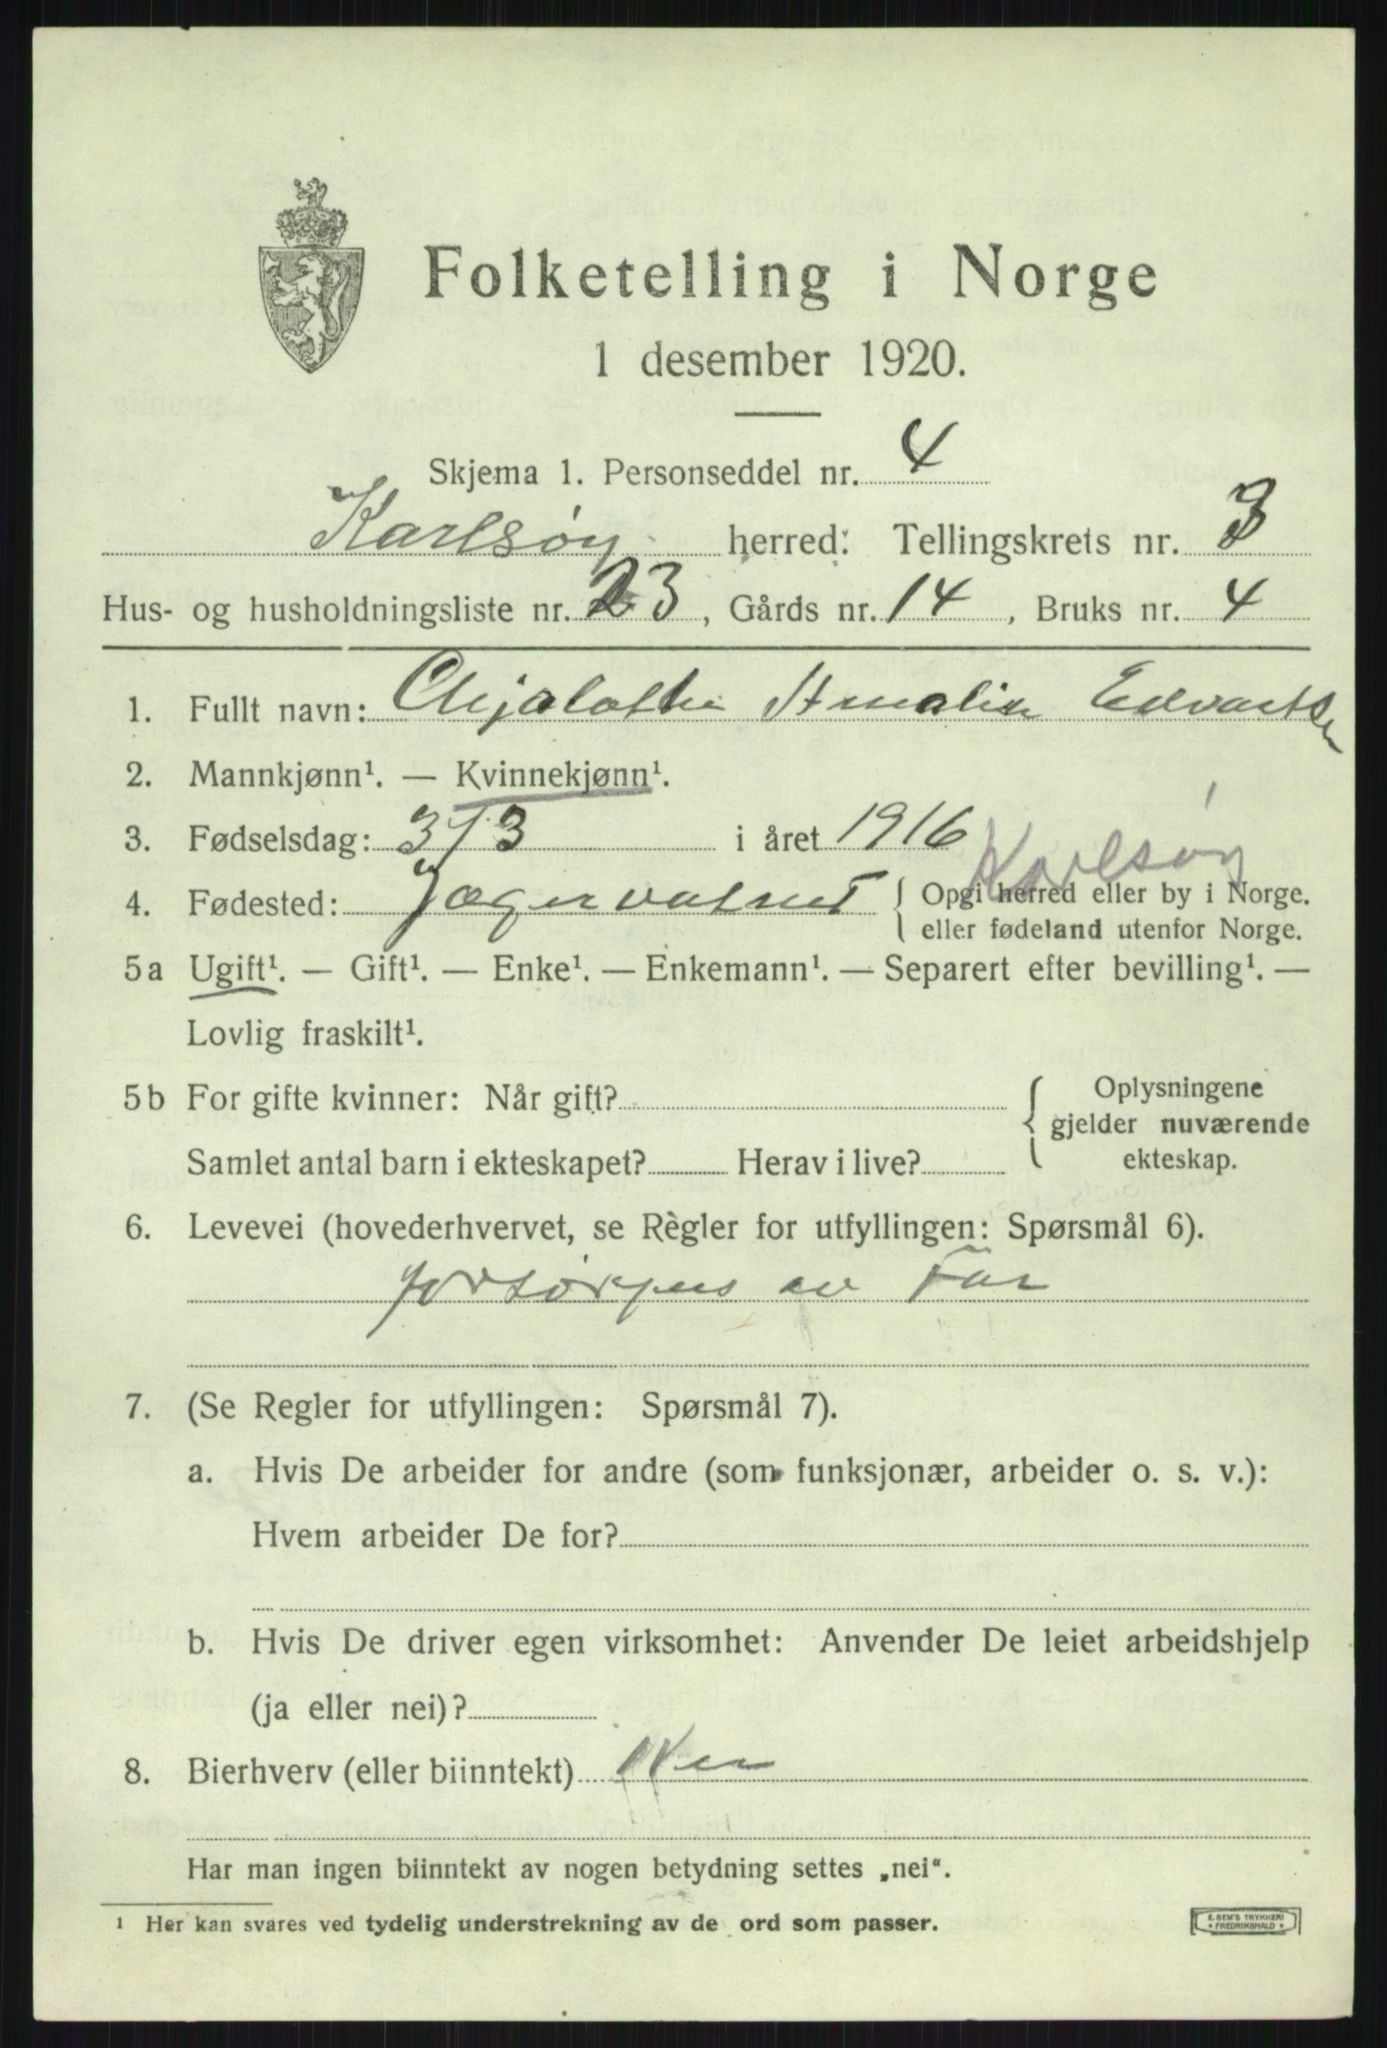 Folketelling i Norge
1 desember 1920.
Skjema 1. Personseddel nr. 4
Karlsøy herred: Tellingskrets nr. 3
Hus- og husholdningsliste nr. 23, Gårds nr. 14, Bruks nr. 4
1. Fullt navn: Amalie Edvartsen
2. Mannkjønn¹. — Kvinnekjønn¹.
3. Fødselsdag: 3/3 i året 1916
Karlsøy
4. Fødested: Jægervatnet { Opgi herred eller by i Norge.
eller fødeland utenfor Norge.
5a Ugift¹. — Gift¹. — Enke¹. — Enkemann¹. — Separert efter bevilling¹. —
Lovlig fraskilt¹.
5b For gifte kvinner: Når gift? { Oplysningene
gjelder nuværende
ekteskap.
Samlet antal barn i ekteskapet? Herav i live?
6. Levevei (hovederhvervet, se Regler for utfyllingen: Spørsmål 6).
forsørges av Far
7. (Se Regler for utfyllingen: Spørsmål 7).
a. Hvis De arbeider for andre (som funksjonær, arbeider o. s. v.):
Hvem arbeider De for?
b. Hvis De driver egen virksomhet: Anvender De leiet arbeidshjelp
(ja eller nei)?
8. Bierhverv (eller biinntekt) Nei
Har man ingen biinntekt av nogen betydning settes „nei“.
¹ Her kan svares ved tydelig understrekning av de ord som passer.
E. SEM'S TRYKKERI
FREDRIKSHALD